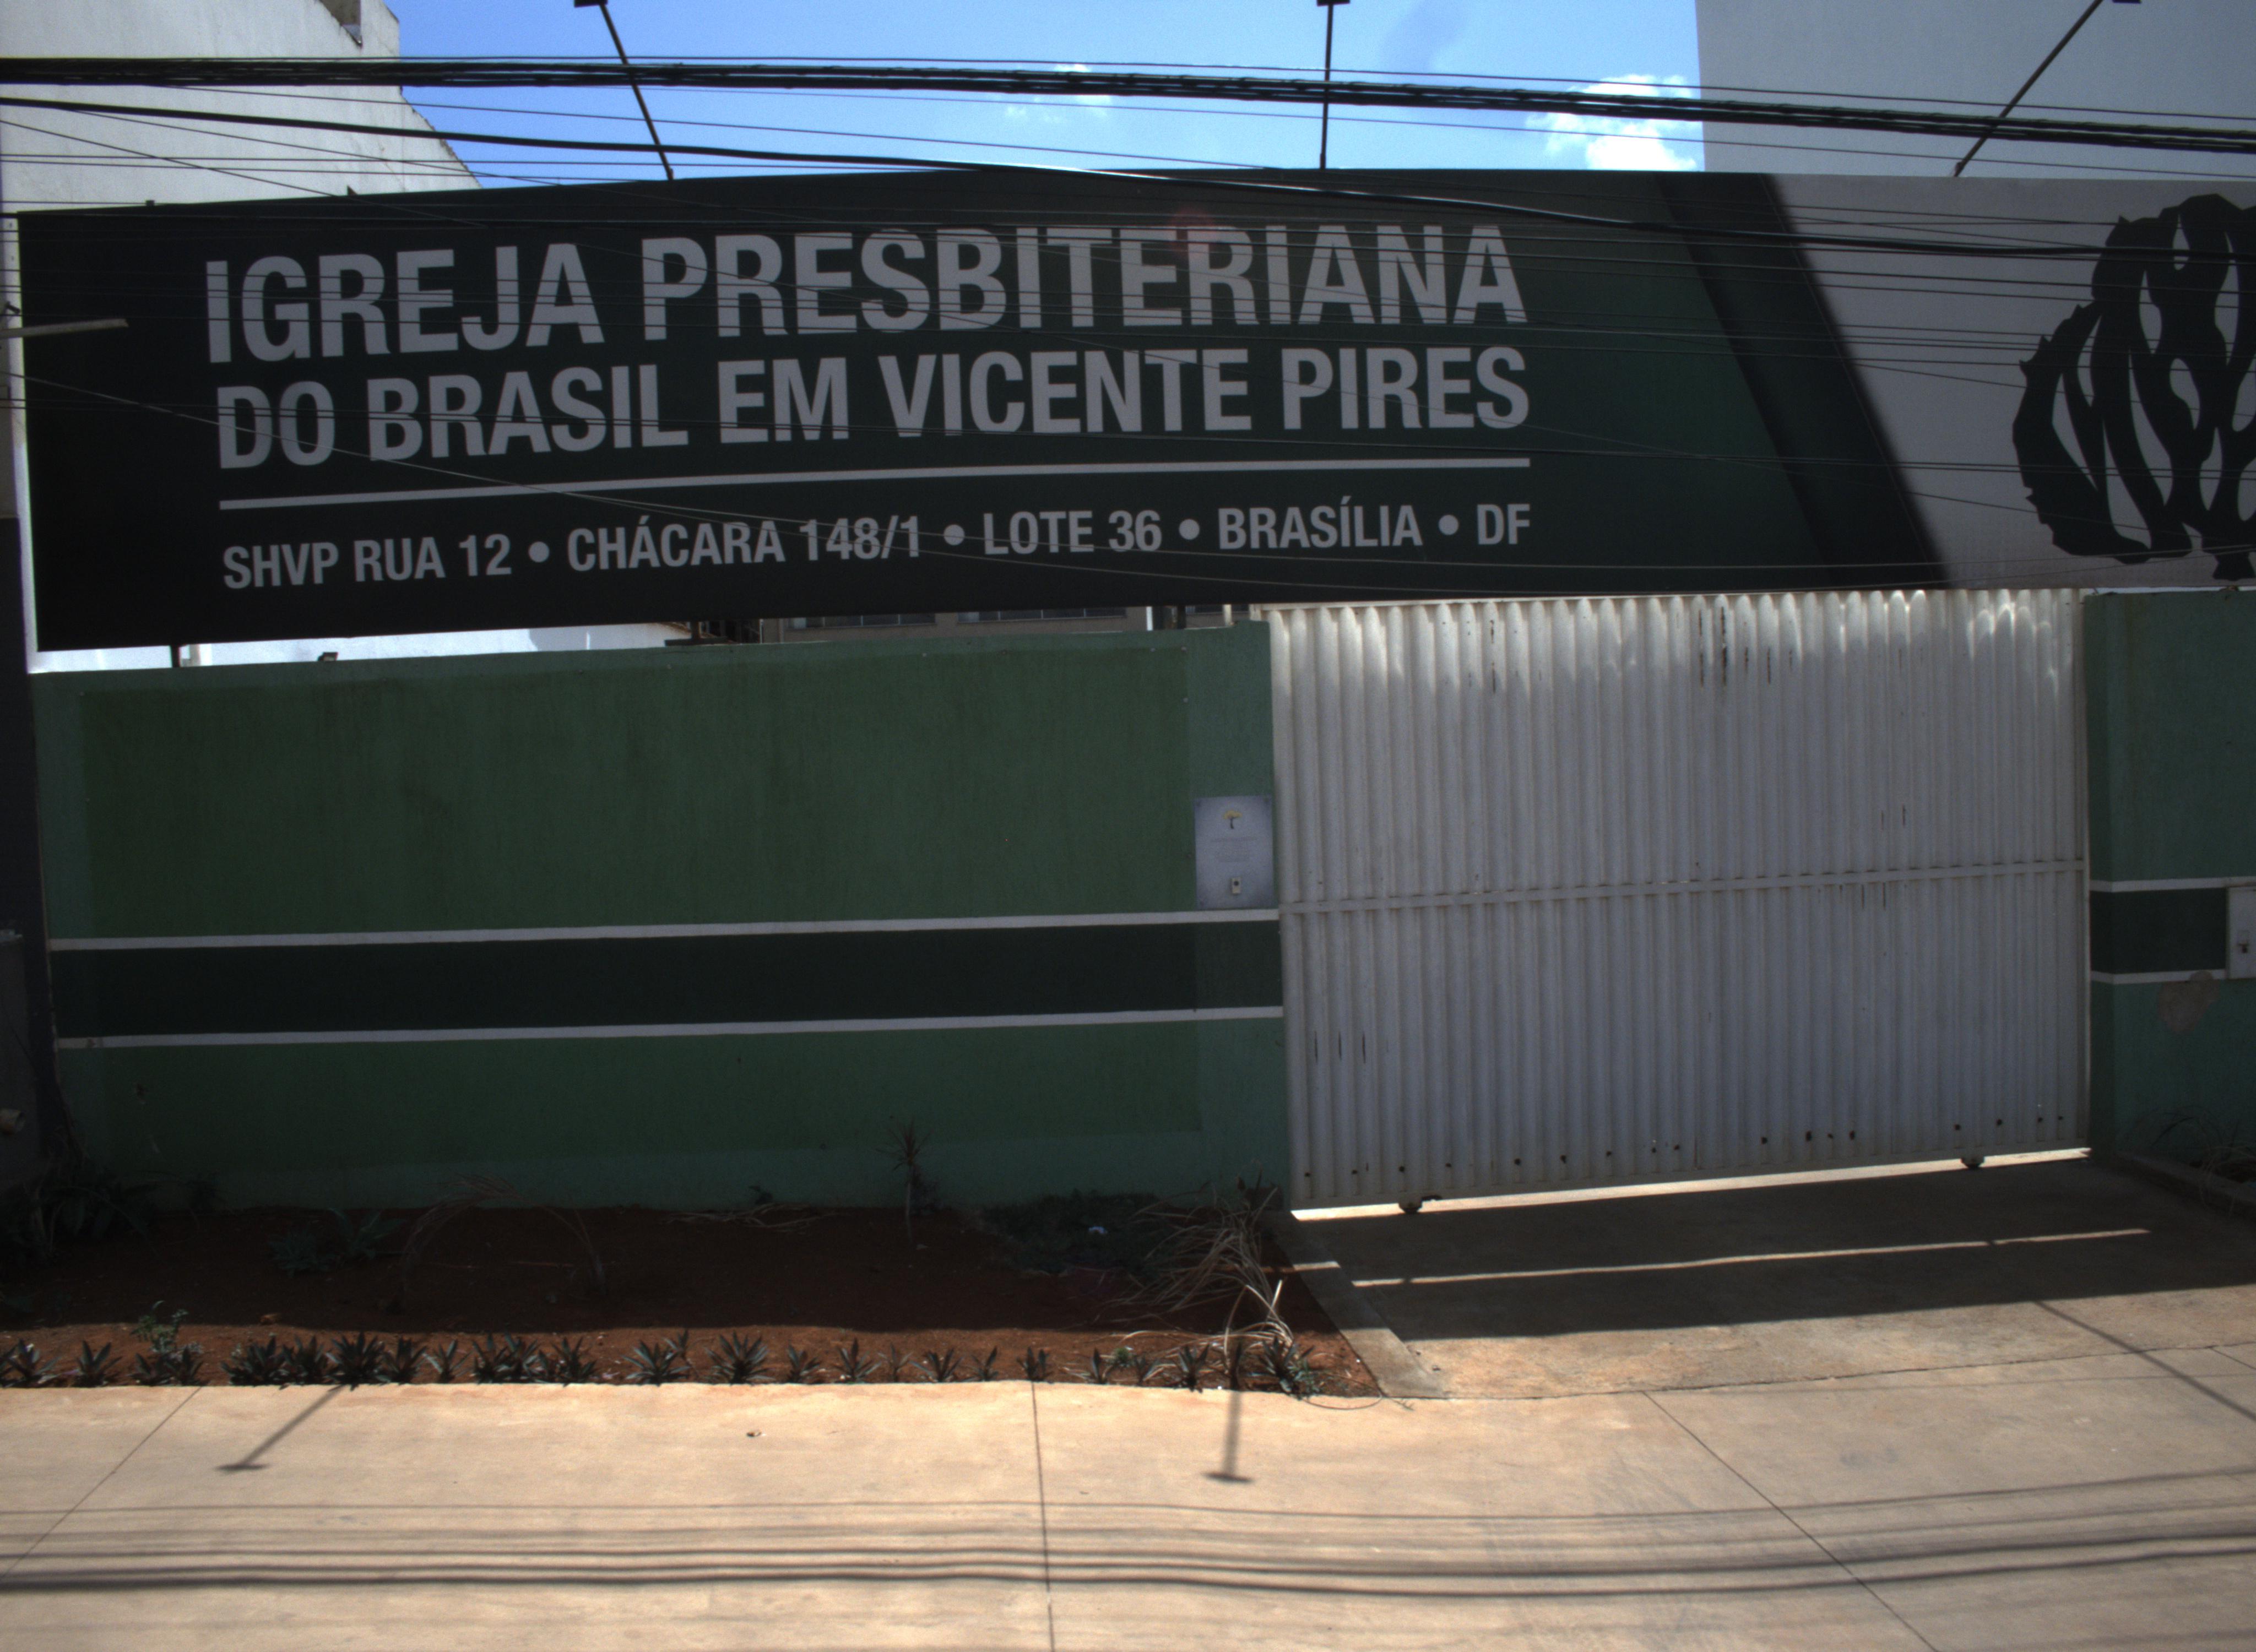 IGREJA PRESBITERIANA
DO BRASIL EM VICENTE PIRES
SHVP RUA 12 • CHÁCARA 148/1 • LOTE 36 • BRASÍLIA • DF